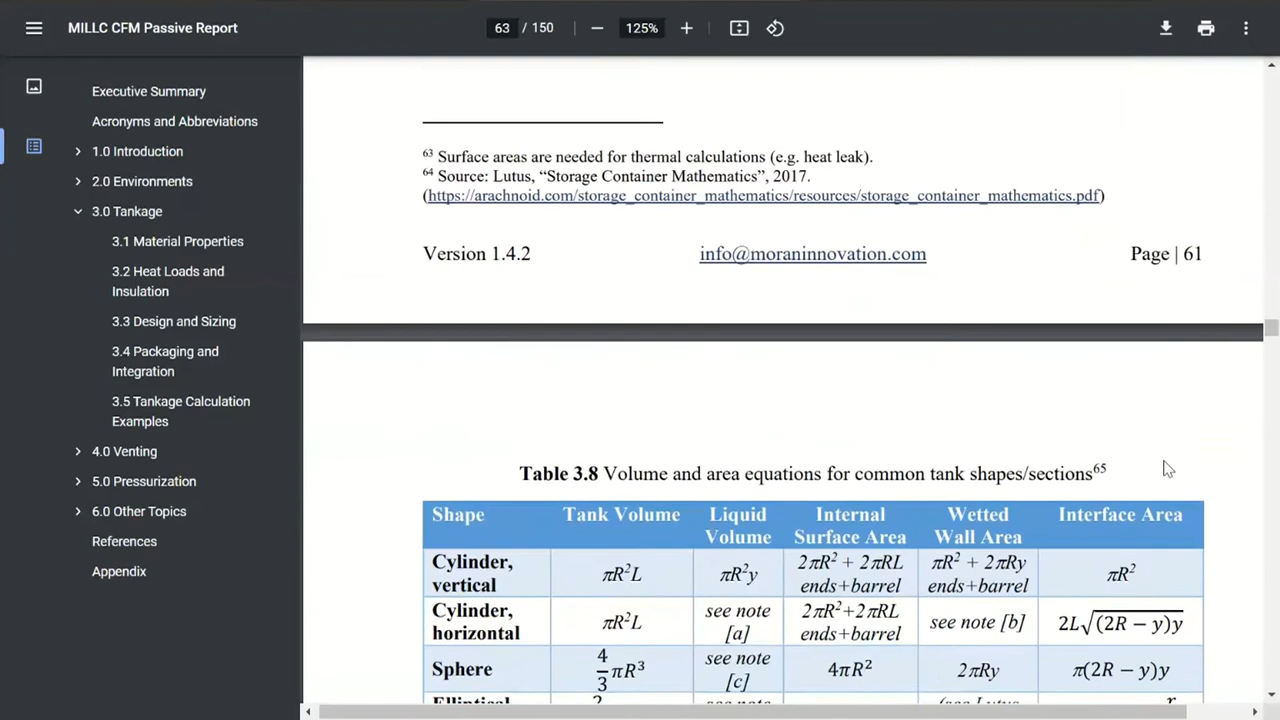 MILLC CFM Passive Report
63 / 150
125%
Executive Summary
Acronyms and Abbreviations
1.0 Introduction
2.0 Environments
3.0 Tankage
3.1 Material Properties
3.2 Heat Loads and
Insulation
3.3 Design and Sizing
3.4 Packaging and
Integration
3.5 Tankage Calculation
Examples
4.0 Venting
5.0 Pressurization
6.0 Other Topics
References
Appendix
63 Surface areas are needed for thermal calculations (e.g. heat leak).
64 Source: Lutus, “Storage Container Mathematics”, 2017.
(https://arachnoid.com/storage_container_mathematics/resources/storage_container_mathematics.pdf)
Version 1.4.2 info@moraninnovation.com Page | 61
Table 3.8 Volume and area equations for common tank shapes/sections65
Shape Tank Volume Liquid Volume Internal Surface Area Wetted Wall Area Interface Area
Cylinder, vertical πR²L πR²y 2πR² + 2πRL ends+barrel πR² + 2πRy ends+barrel πR²
Cylinder, horizontal πR²L see note [a] 2πR²+2πRL ends+barrel see note [b] 2L√(2R − y)y
Sphere 4/3 πR³ see note [c] 4πR² 2πRy π(2R − y)y